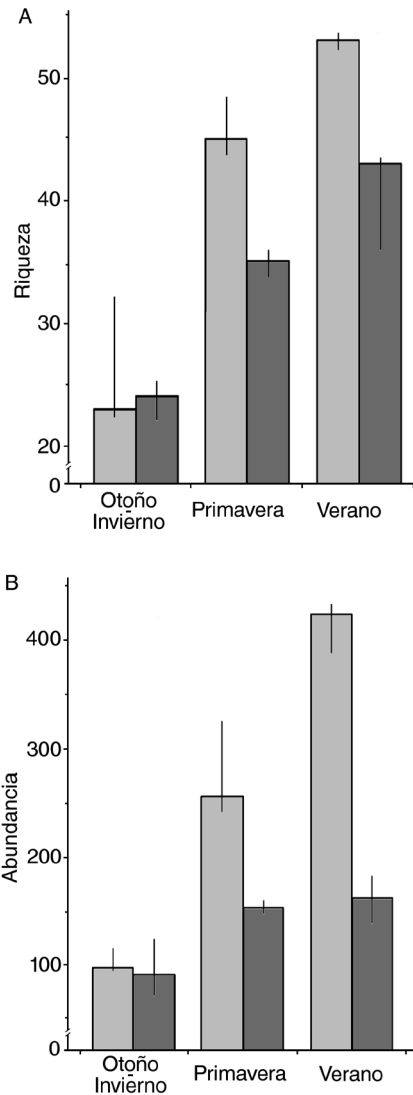 A
Riqueza
50
40
30
20
0
Otoño
Invierno
Primavera
Verano
B
Abundancia
400
300
200
100
0
Otoño
Invierno
Primavera
Verano